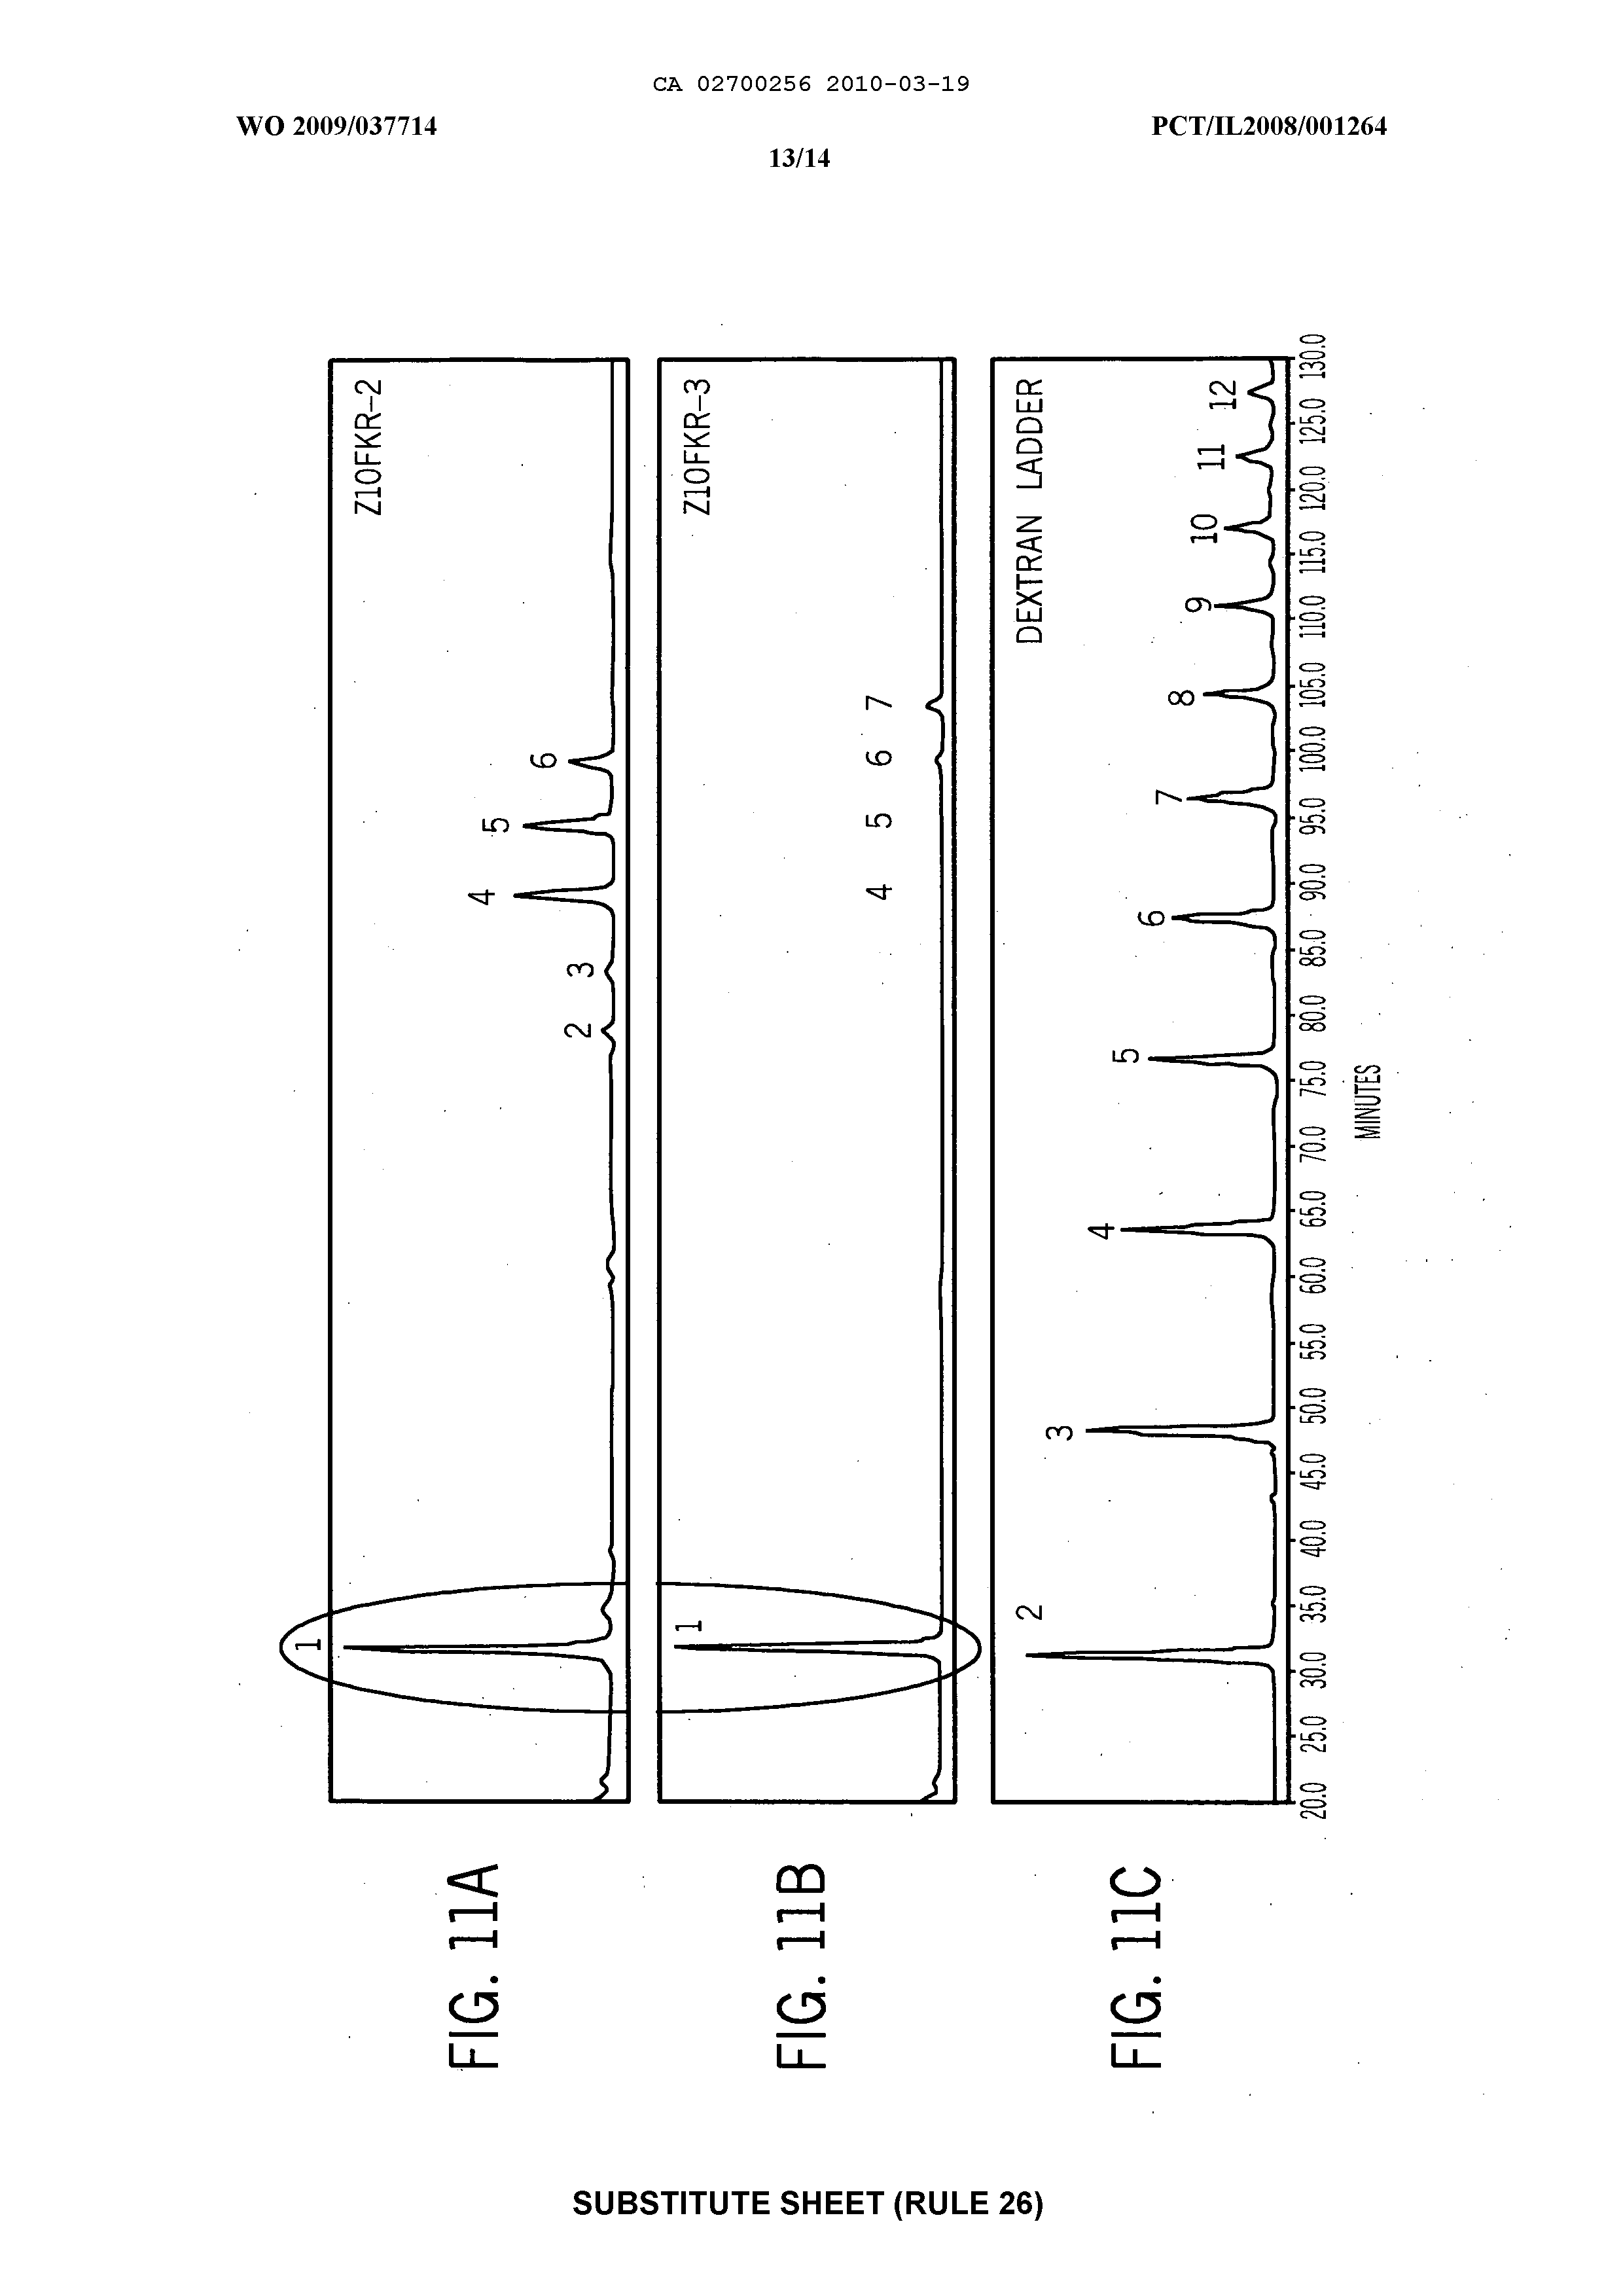 CA 02700256 2010-03-19
WO 2009/037714 PCT/IL2008/001264
13/14
FIG. 11A
Z10FKR-2
1 2 3 4 5 6
FIG. 11B
Z10FKR-3
1 4 5 6 7
FIG. 11C
DEXTRAN LADDER
2 3 4 5 6 7 8 9 10 11 12
20.0 25.0 30.0 35.0 40.0 45.0 50.0 55.0 60.0 65.0 70.0 75.0 80.0 85.0 90.0 95.0 100.0 105.0 110.0 115.0 120.0 125.0 130.0
MINUTES
SUBSTITUTE SHEET (RULE 26)